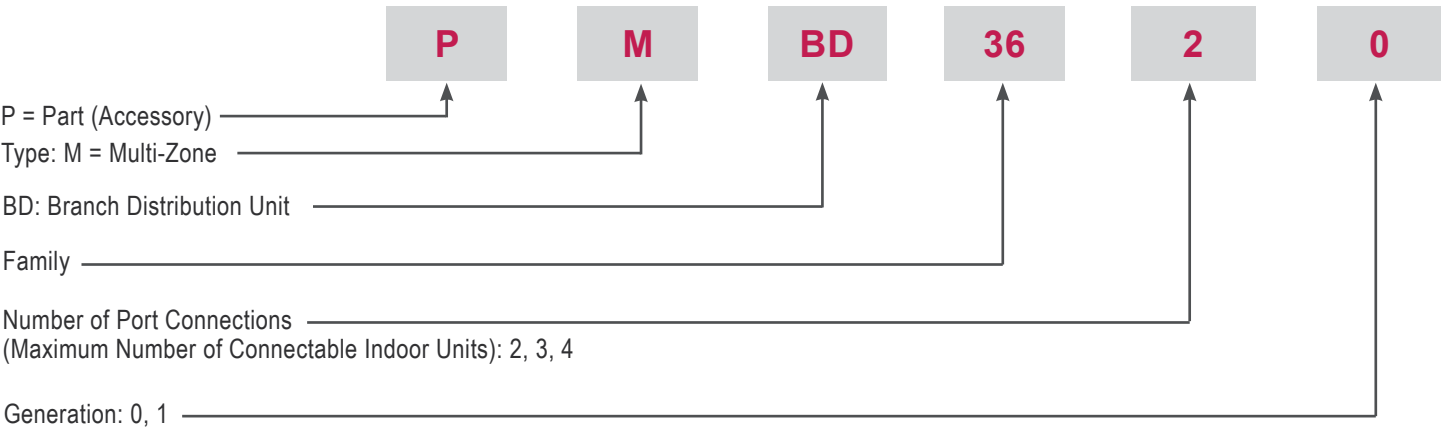 P M BD 36 2 0
P = Part (Accessory)
Type: M = Multi-Zone
BD: Branch Distribution Unit
Family
Number of Port Connections
(Maximum Number of Connectable Indoor Units): 2, 3, 4
Generation: 0, 1